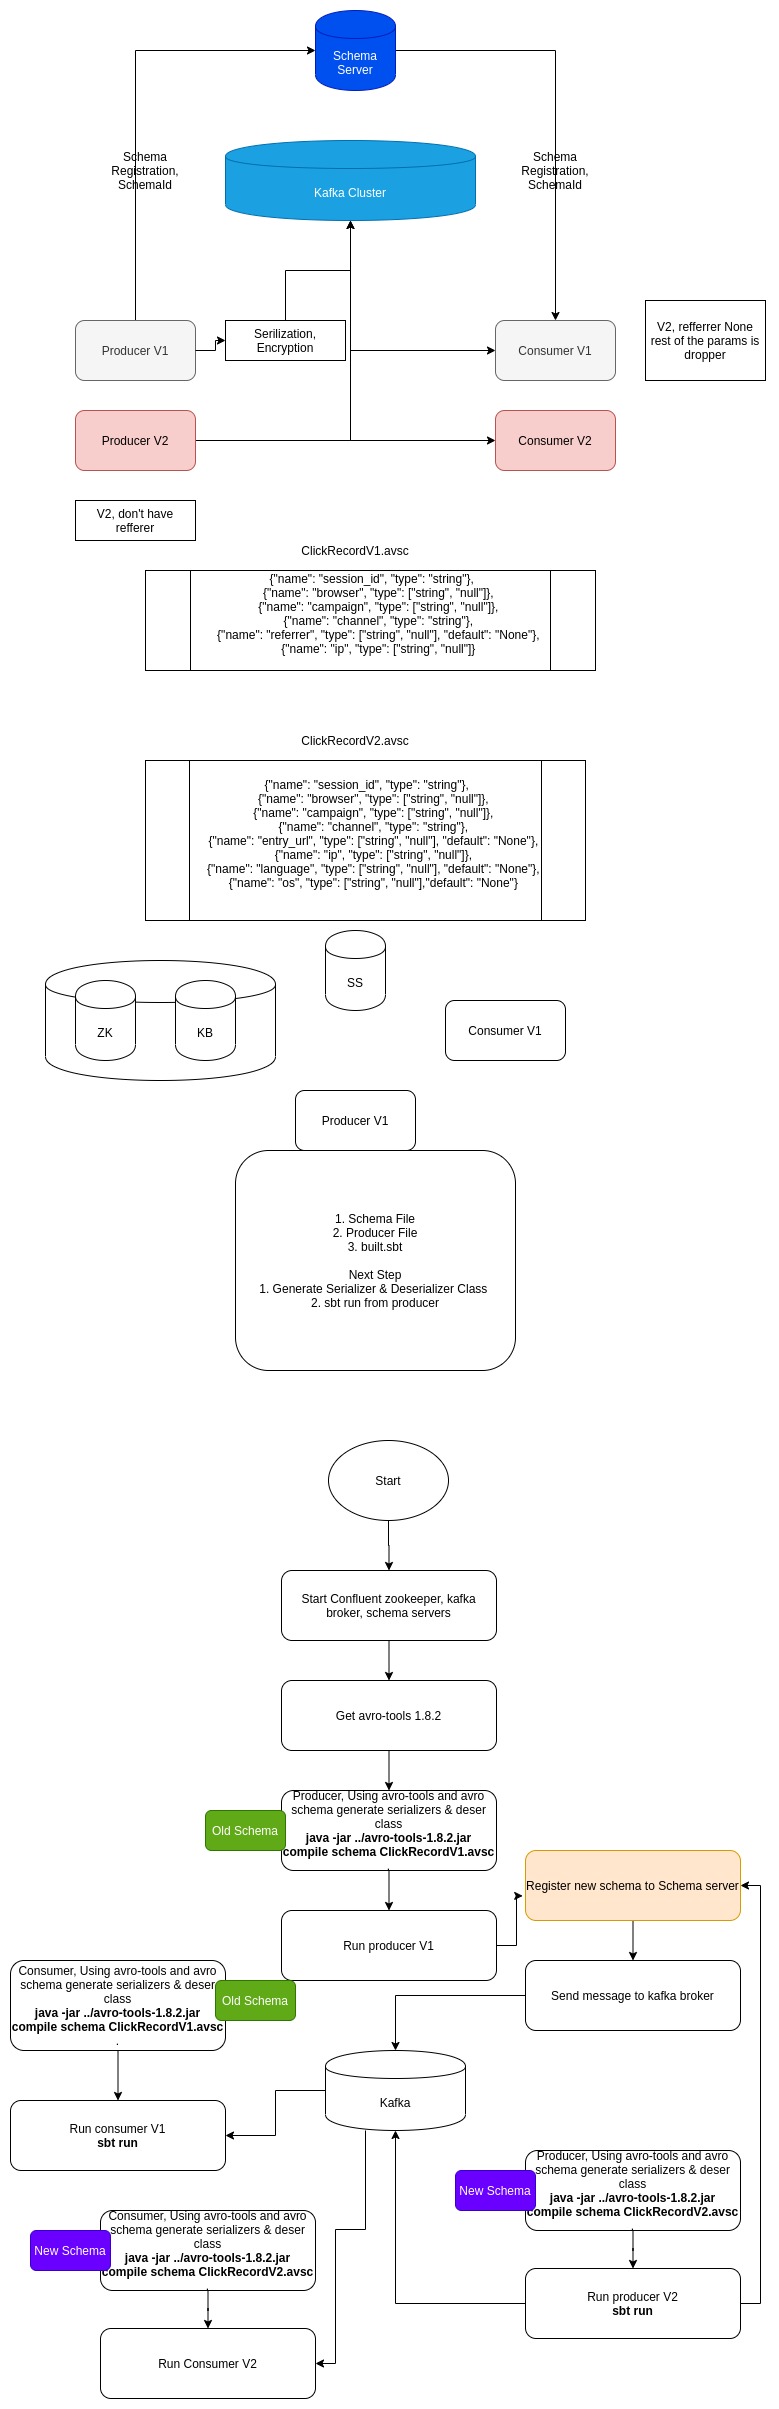 Schema
Server
Schema
Registration,
SchemaId
Schema
Registration,
SchemaId
Kafka Cluster
Producer V1
Serilization,
Encryption
Consumer V1
V2, refferrer None
rest of the params is
dropper
Producer V2
Consumer V2
V2, don't have
refferer
ClickRecordV1.avsc
{"name": "session_id", "type": "string"},
{"name": "browser", "type": ["string", "null"]},
{"name": "campaign", "type": ["string", "null"]},
{"name": "channel", "type": "string"},
{"name": "referrer", "type": ["string", "null"], "default": "None"},
{"name": "ip", "type": ["string", "null"]}
ClickRecordV2.avsc
{"name": "session_id", "type": "string"},
{"name": "browser", "type": ["string", "null"]},
{"name": "campaign", "type": ["string", "null"]},
{"name": "channel", "type": "string"},
{"name": "entry_url", "type": ["string", "null"], "default": "None"},
{"name": "ip", "type": ["string", "null"]},
{"name": "language", "type": ["string", "null"], "default": "None"},
{"name": "os", "type": ["string", "null"],"default": "None"}
SS
ZK
KB
Consumer V1
Producer V1
1. Schema File
2. Producer File
3. built.sbt
Next Step
1. Generate Serializer & Deserializer Class
2. sbt run from producer
Start
Start Confluent zookeeper, kafka
broker, schema servers
Get avro-tools 1.8.2
Old Schema
Producer, Using avro-tools and avro
schema generate serializers & deser
class
java -jar ../avro-tools-1.8.2.jar
compile schema ClickRecordV1.avsc
Register new schema to Schema server
Run producer V1
Consumer, Using avro-tools and avro
schema generate serializers & deser
class
java -jar ../avro-tools-1.8.2.jar
compile schema ClickRecordV1.avsc
.
Old Schema
Send message to kafka broker
Kafka
Run consumer V1
sbt run
New Schema
Producer, Using avro-tools and avro
schema generate serializers & deser
class
java -jar ../avro-tools-1.8.2.jar
compile schema ClickRecordV2.avsc
New Schema
Consumer, Using avro-tools and avro
schema generate serializers & deser
class
java -jar ../avro-tools-1.8.2.jar
compile schema ClickRecordV2.avsc
Run producer V2
sbt run
Run Consumer V2